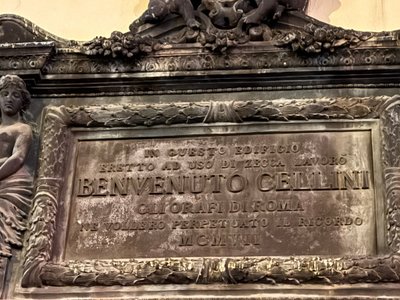 IN QUESTO EDIFICIO
ERETTO AD USO DI ZECCA LAVORÒ
BENVENUTO CELLINI
GLI ORAFI DI ROMA
NE VOLLERO PERPETUATO IL RICORDO
MCMVII